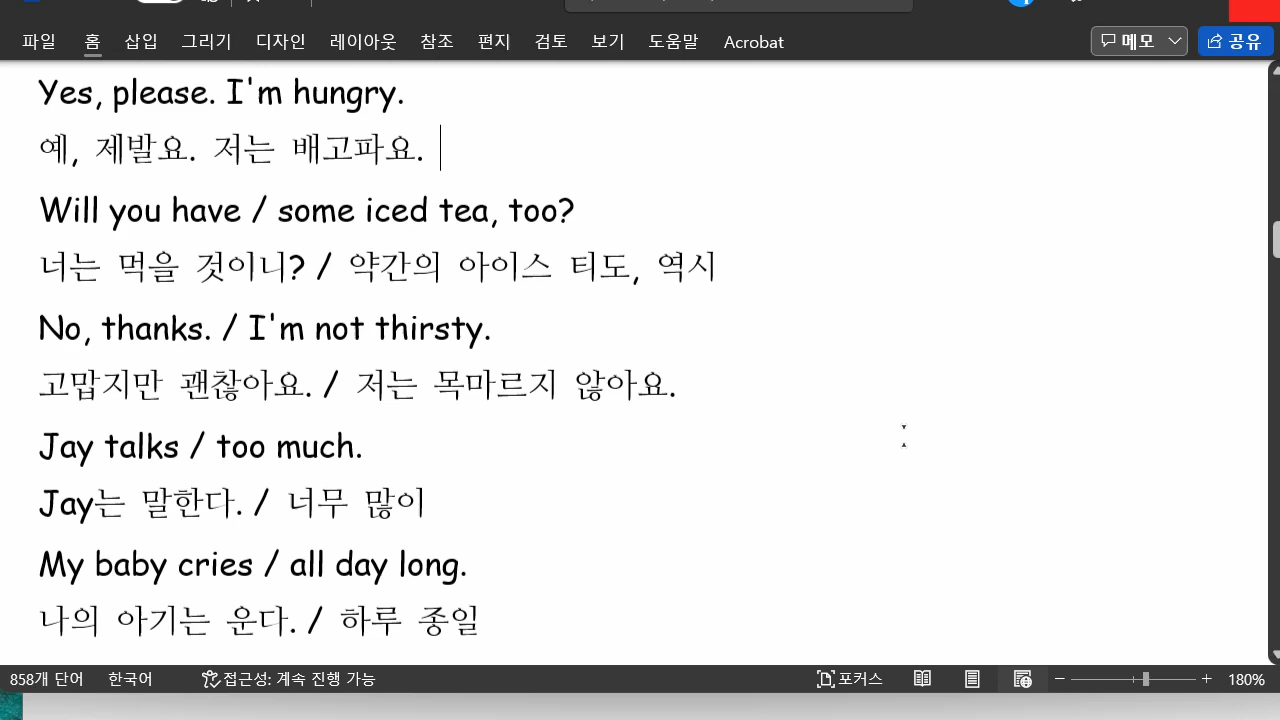 파일 홈 삽입 그리기 디자인 레이아웃 참조 편지 검토 보기 도움말 Acrobat 메모 공유
Yes, please. I'm hungry.
예, 제발요. 저는 배고파요.
Will you have / some iced tea, too?
너는 먹을 것이니? / 약간의 아이스 티도, 역시
No, thanks. / I'm not thirsty.
고맙지만 괜찮아요. / 저는 목마르지 않아요.
Jay talks / too much.
Jay는 말한다. / 너무 많이
My baby cries / all day long.
나의 아기는 운다. / 하루 종일
858개 단어 한국어 접근성: 계속 진행 가능 포커스 180%